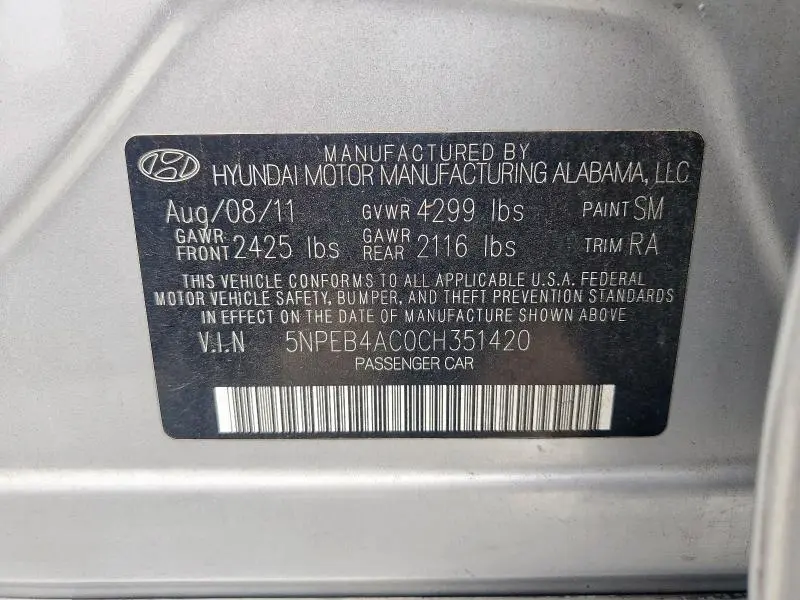 MANUFACTURED BY
HYUNDAI MOTOR MANUFACTURING ALABAMA, LLC
Aug/08/11 GVWR 4299 lbs PAINT SM
GAWR FRONT 2425 lbs GAWR REAR 2116 lbs TRIM RA
THIS VEHICLE CONFORMS TO ALL APPLICABLE U.S.A. FEDERAL
MOTOR VEHICLE SAFETY, BUMPER, AND THEFT PREVENTION STANDARDS
IN EFFECT ON THE DATE OF MANUFACTURE SHOWN ABOVE
V.I.N 5NPEB4AC0CH351420
PASSENGER CAR